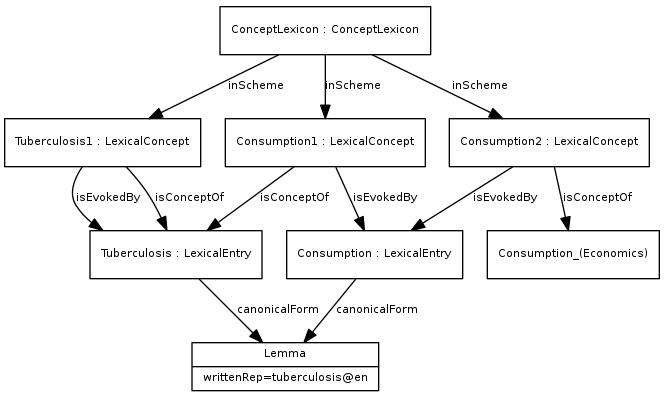 ConceptLexicon : ConceptLexicon
inScheme
inScheme
inScheme
Tuberculosis1 : LexicalConcept
Consumption1 : LexicalConcept
Consumption2 : LexicalConcept
isEvokedBy
isConceptOf
isConceptOf
isEvokedBy
isEvokedBy
isConceptOf
Tuberculosis : LexicalEntry
Consumption : LexicalEntry
Consumption_(Economics)
canonicalForm
canonicalForm
Lemma
writtenRep=tuberculosis@en